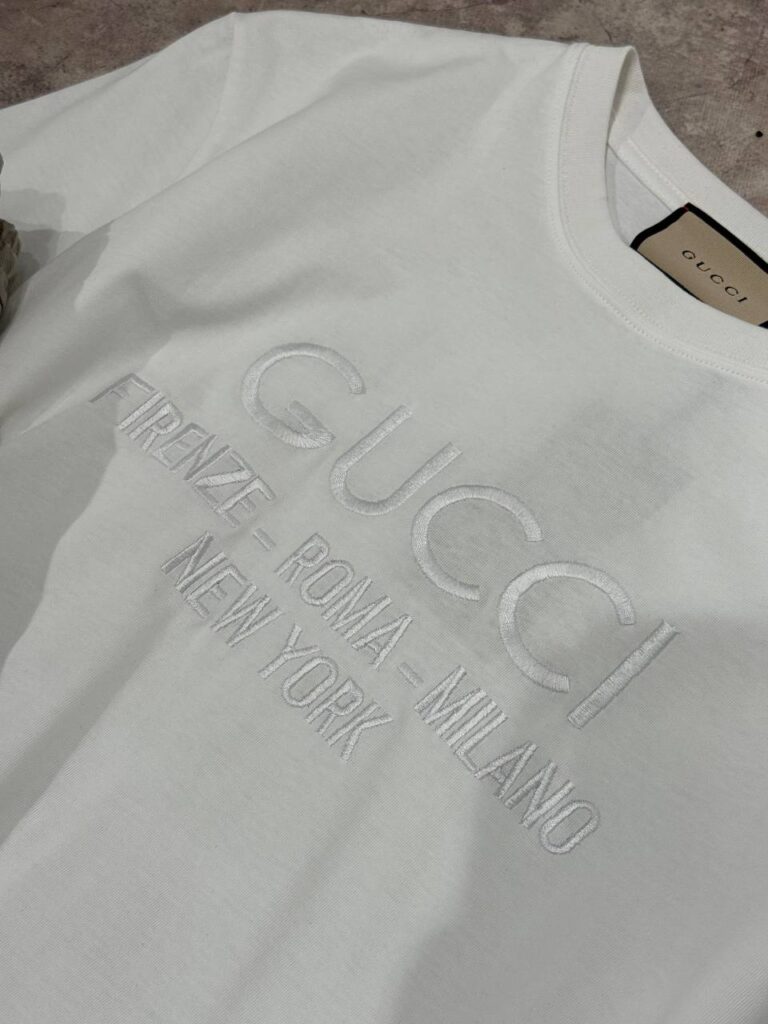 GUCCI
GUCCI
FIRENZE - ROMA - MILANO
NEW YORK